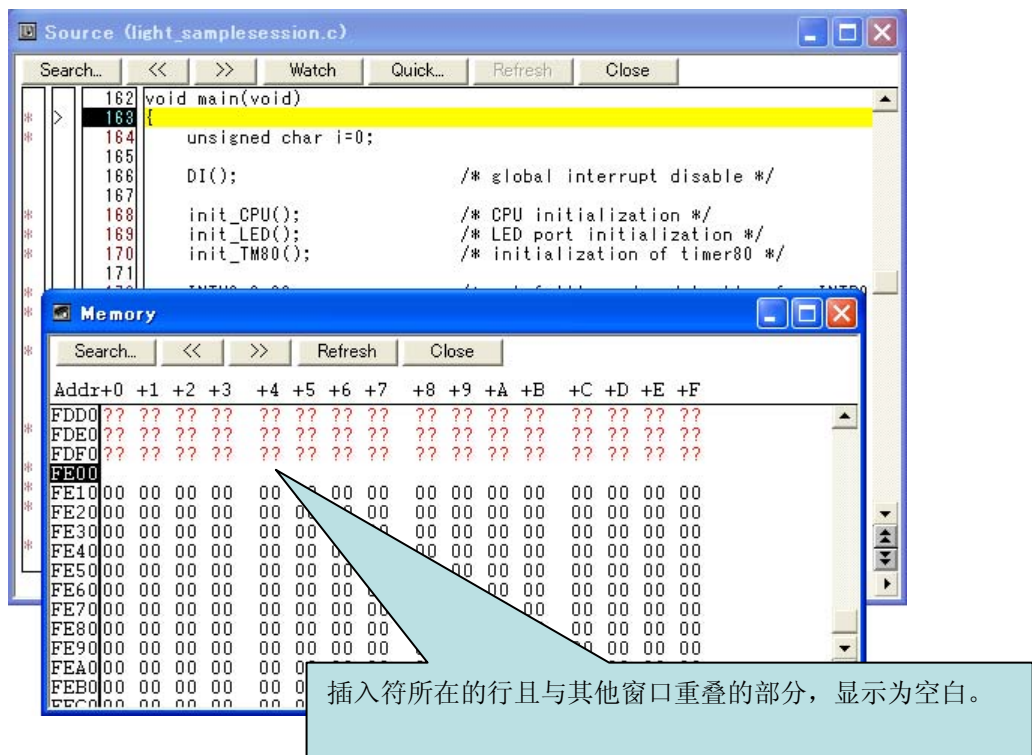 Source (light_samplesession.c)
Search... << >> Watch Quick... Refresh Close
162 void main(void)
* > 163 {
* 164 unsigned char i=0;
165
166 DI(); /* global interrupt disable */
167
* 168 init_CPU(); /* CPU initialization */
* 169 init_LED(); /* LED port initialization */
* 170 init_TM80(); /* initialization of timer80 */
171
Memory
Search... << >> Refresh Close
Addr +0 +1 +2 +3 +4 +5 +6 +7 +8 +9 +A +B +C +D +E +F
FDD0 ?? ?? ?? ?? ?? ?? ?? ?? ?? ?? ?? ?? ?? ?? ?? ??
FDE0 ?? ?? ?? ?? ?? ?? ?? ?? ?? ?? ?? ?? ?? ?? ?? ??
FDF0 ?? ?? ?? ?? ?? ?? ?? ?? ?? ?? ?? ?? ?? ?? ?? ??
FE00
FE10 00 00 00 00 00 00 00 00 00 00 00 00 00 00 00
FE20 00 00 00 00 00 00 00 00 00 00 00 00 00 00 00
FE30 00 00 00 00 00 00 00 00 00 00 00 00 00 00 00
FE40 00 00 00 00 00 00 00 00 00 00 00 00 00 00
FE50 00 00 00 00 00 00 00 00 00 00 00 00 00 00
FE60 00 00 00 00 00 00 00 00 00 00 00 00 00
FE70 00 00 00 00 00 00 00 00 00 00 00 00
FE80 00 00 00 00 00 00 00 00 00 00 00 00
FE90 00 00 00 00 00 00 00 00 00 00
FEA0 00 00 00 00 00
FEB0 00 00 00 00 00
插入符所在的行且与其他窗口重叠的部分，显示为空白。